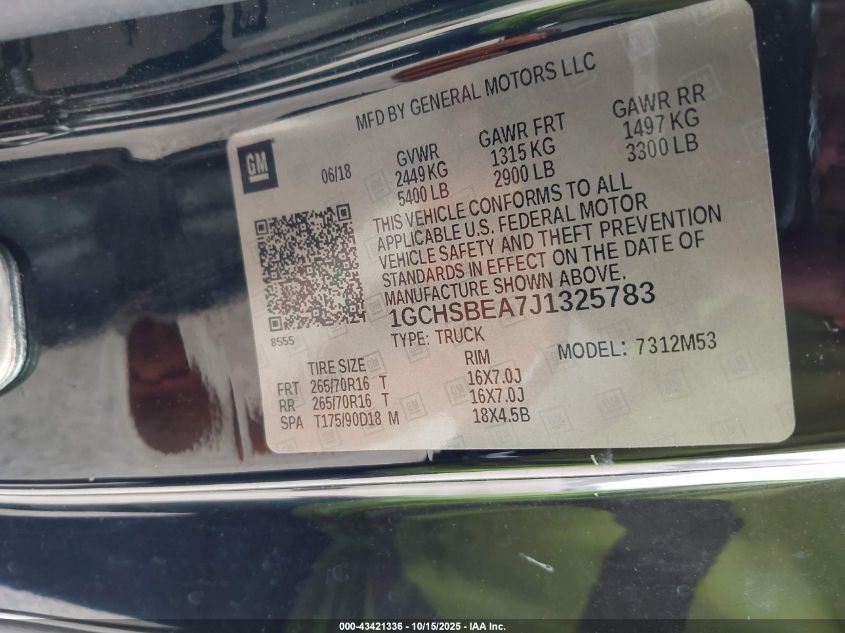 MFD BY GENERAL MOTORS LLC
GM
06/18
GVWR
2449 KG
5400 LB
GAWR FRT
1315 KG
2900 LB
GAWR RR
1497 KG
3300 LB
THIS VEHICLE CONFORMS TO ALL
APPLICABLE U.S. FEDERAL MOTOR
VEHICLE SAFETY AND THEFT PREVENTION
STANDARDS IN EFFECT ON THE DATE OF
MANUFACTURE SHOWN ABOVE.
1GCHSBEA7J1325783
8555
TYPE: TRUCK
MODEL: 7312M53
TIRE SIZE RIM
FRT 265/70R16 T 16X7.0J
RR 265/70R16 T 16X7.0J
SPA T175/90D18 M 18X4.5B
000-43421336 - 10/15/2025 - IAA Inc.